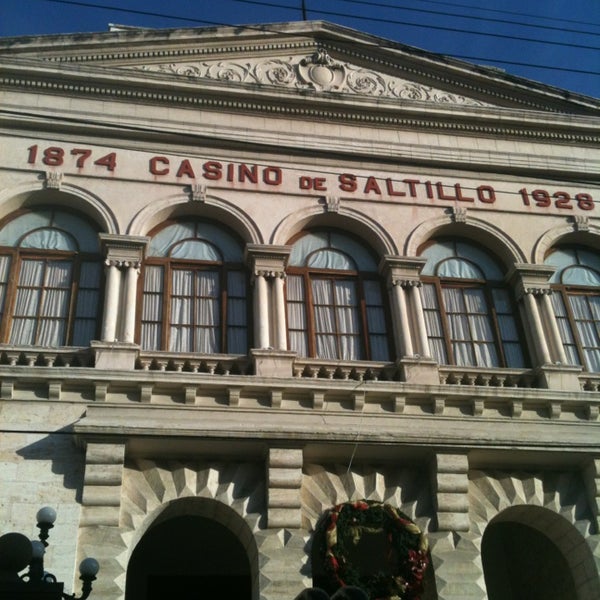 1874 CASINO DE SALTILLO 1928